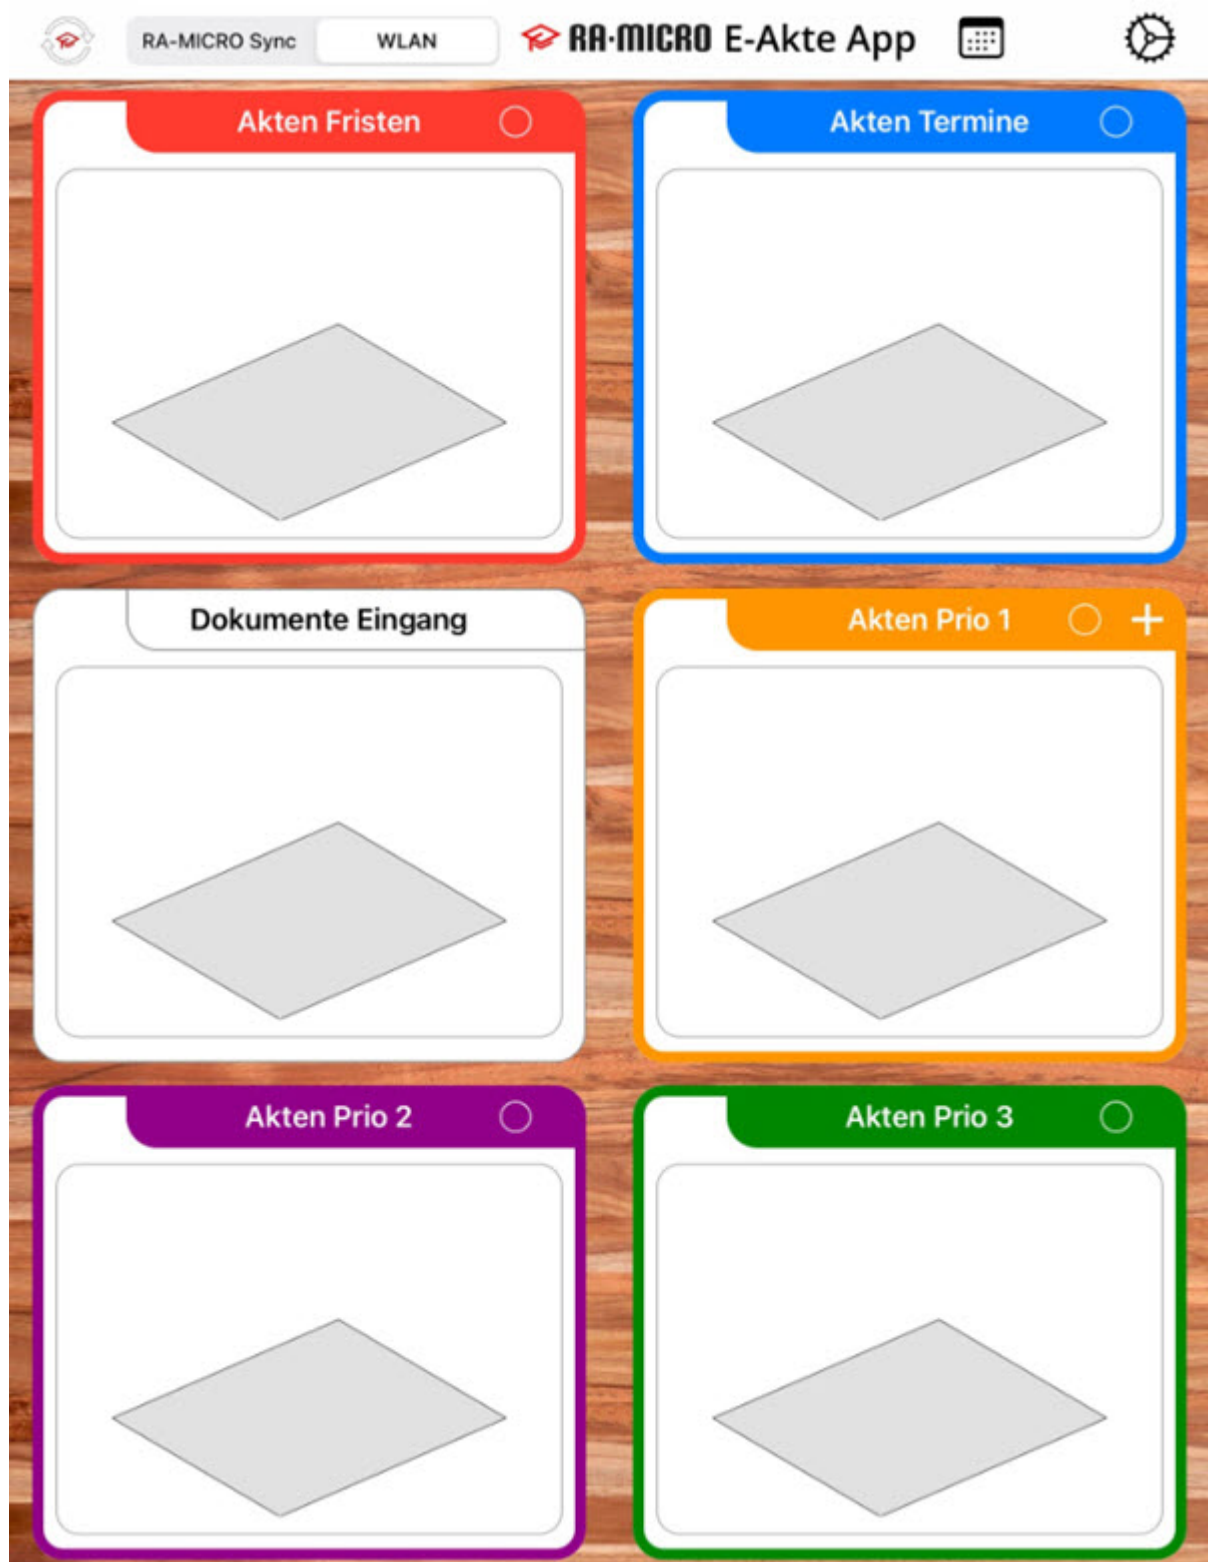 RA-MICRO Sync WLAN RA-MICRO E-Akte App
Akten Fristen
Akten Termine
Dokumente Eingang
Akten Prio 1
Akten Prio 2
Akten Prio 3